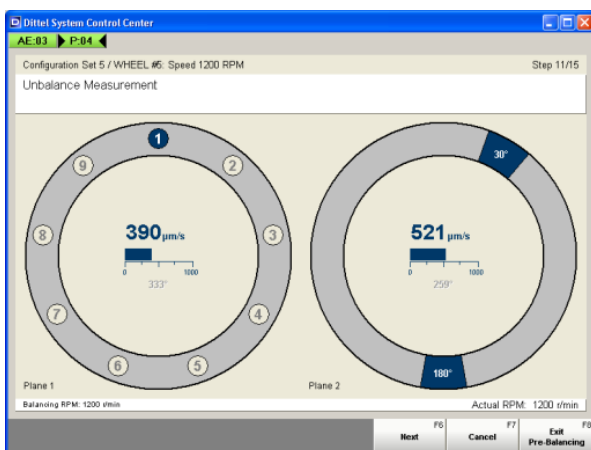 Dittel System Control Center
AE:03 P:04
Configuration Set 5 / WHEEL #5: Speed 1200 RPM Step 11/15
Unbalance Measurement
1
2
3
4
5
6
7
8
9
390 µm/s
0 1000
333°
Plane 1
30°
521 µm/s
0 1000
259°
180°
Plane 2
Balancing RPM: 1200 r/min Actual RPM: 1200 r/min
F6
Next
F7
Cancel
F8
Exit
Pre-Balancing